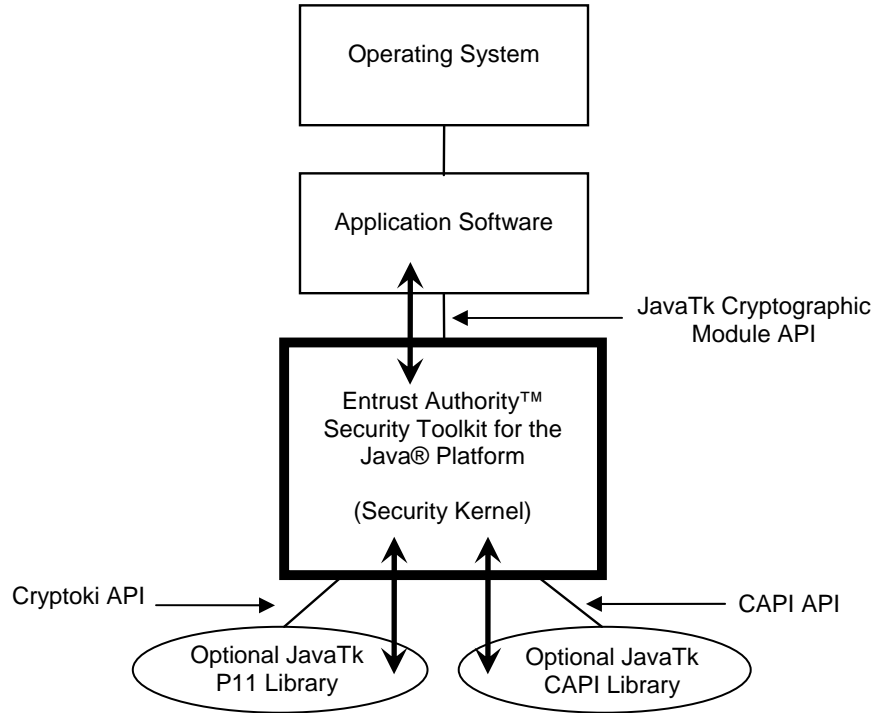 Operating System
Application Software
JavaTk Cryptographic
Module API
Entrust Authority™
Security Toolkit for the
Java® Platform
(Security Kernel)
Cryptoki API
CAPI API
Optional JavaTk
P11 Library
Optional JavaTk
CAPI Library